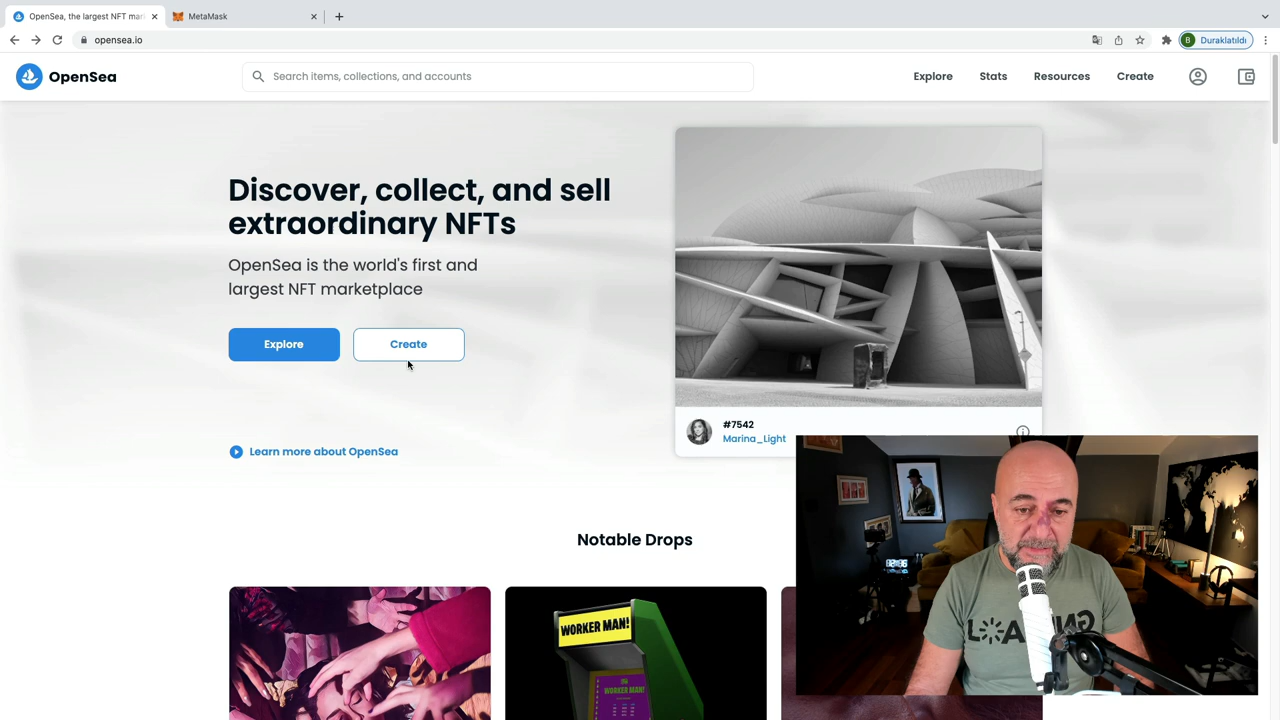 OpenSea, the largest NFT mar
MetaMask
opensea.io
B
Duraklatıldı
OpenSea
Search items, collections, and accounts
Explore
Stats
Resources
Create
Discover, collect, and sell
extraordinary NFTs
OpenSea is the world's first and
largest NFT marketplace
Explore
Create
Learn more about OpenSea
#7542
Marina_Light
Notable Drops
WORKER MAN!
WORKER MAN!